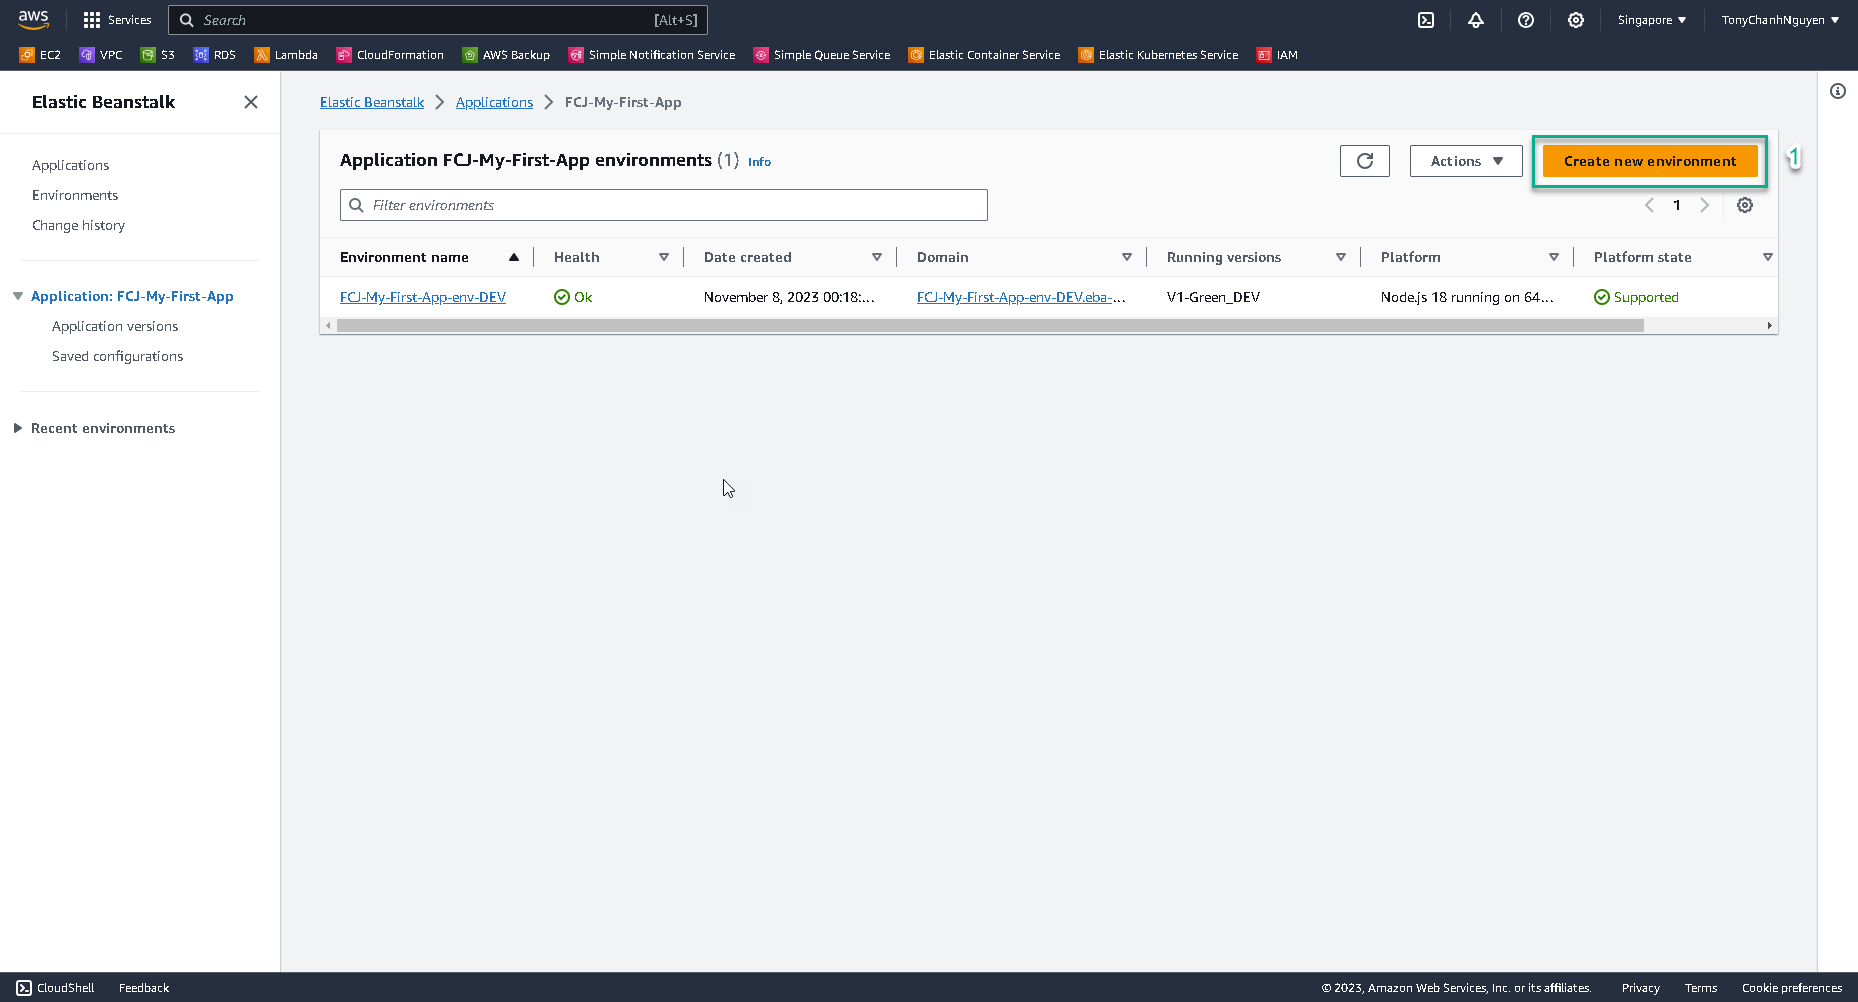 aws
Services
Search
[Alt+S]
Singapore
TonyChanhNguyen
EC2
VPC
S3
RDS
Lambda
CloudFormation
AWS Backup
Simple Notification Service
Simple Queue Service
Elastic Container Service
Elastic Kubernetes Service
IAM
Elastic Beanstalk
Applications
Environments
Change history
Application: FCJ-My-First-App
Application versions
Saved configurations
Recent environments
Elastic Beanstalk
Applications
FCJ-My-First-App
Application FCJ-My-First-App environments (1) Info
Actions
Create new environment
1
Filter environments
1
Environment name
Health
Date created
Domain
Running versions
Platform
Platform state
FCJ-My-First-App-env-DEV
Ok
November 8, 2023 00:18:...
FCJ-My-First-App-env-DEV.eba-...
V1-Green_DEV
Node.js 18 running on 64...
Supported
CloudShell
Feedback
© 2023, Amazon Web Services, Inc. or its affiliates.
Privacy
Terms
Cookie preferences